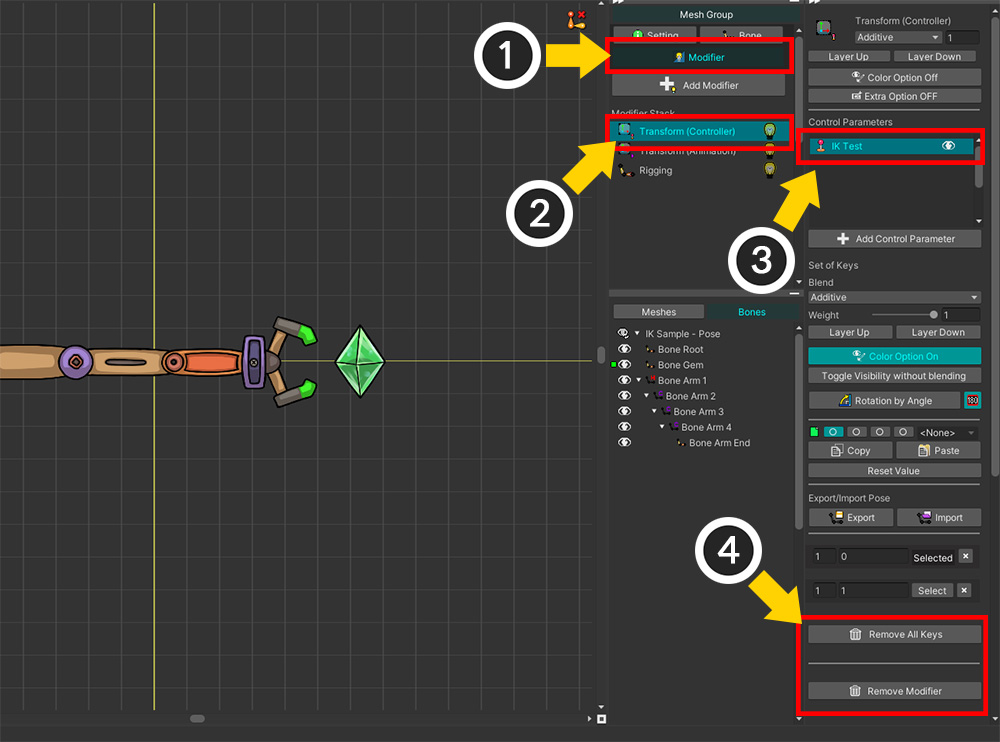 Mesh Group
Setting
Bone
Modifier
Add Modifier
Modifier Stack
Transform (Controller)
Transform (Animation)
Rigging
1
2
3
4
Meshes
Bones
IK Sample - Pose
Bone Root
Bone Gem
Bone Arm 1
Bone Arm 2
Bone Arm 3
Bone Arm 4
Bone Arm End
Transform (Controller)
Additive
1
Layer Up
Layer Down
Color Option Off
Extra Option OFF
Control Parameters
IK Test
Add Control Parameter
Set of Keys
Blend
Additive
Weight
1
Layer Up
Layer Down
Color Option On
Toggle Visibility without blending
Rotation by Angle
180
<None>
Copy
Paste
Reset Value
Export/Import Pose
Export
Import
1 0 Selected
1 1 Select
Remove All Keys
Remove Modifier